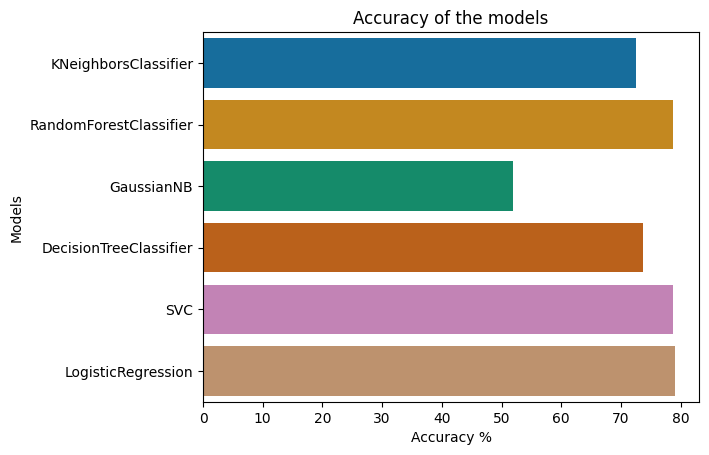 Accuracy of the models
Models
KNeighborsClassifier
RandomForestClassifier
GaussianNB
DecisionTreeClassifier
SVC
LogisticRegression
0 10 20 30 40 50 60 70 80
Accuracy %